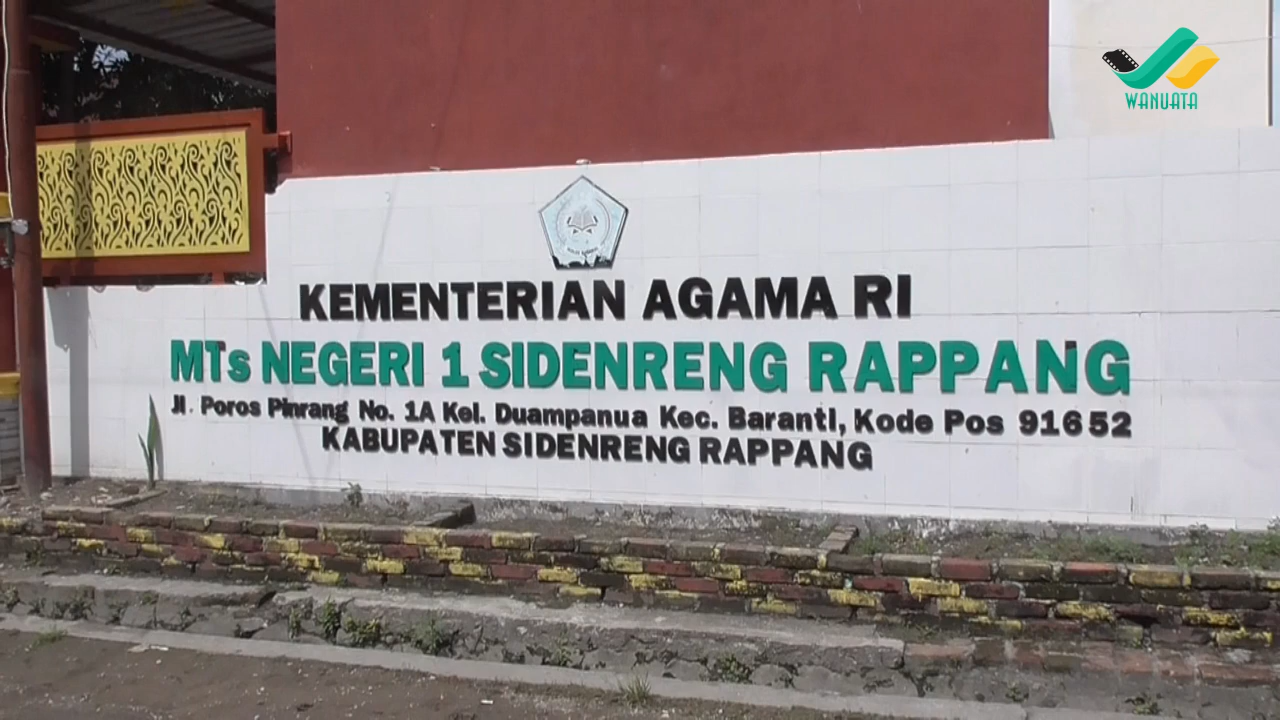 WANUATA
KEMENTERIAN AGAMA RI
MTs NEGERI 1 SIDENRENG RAPPANG
Jl. Poros Pinrang No. 1A Kel. Duampanua Kec. Baranti, Kode Pos 91652
KABUPATEN SIDENRENG RAPPANG